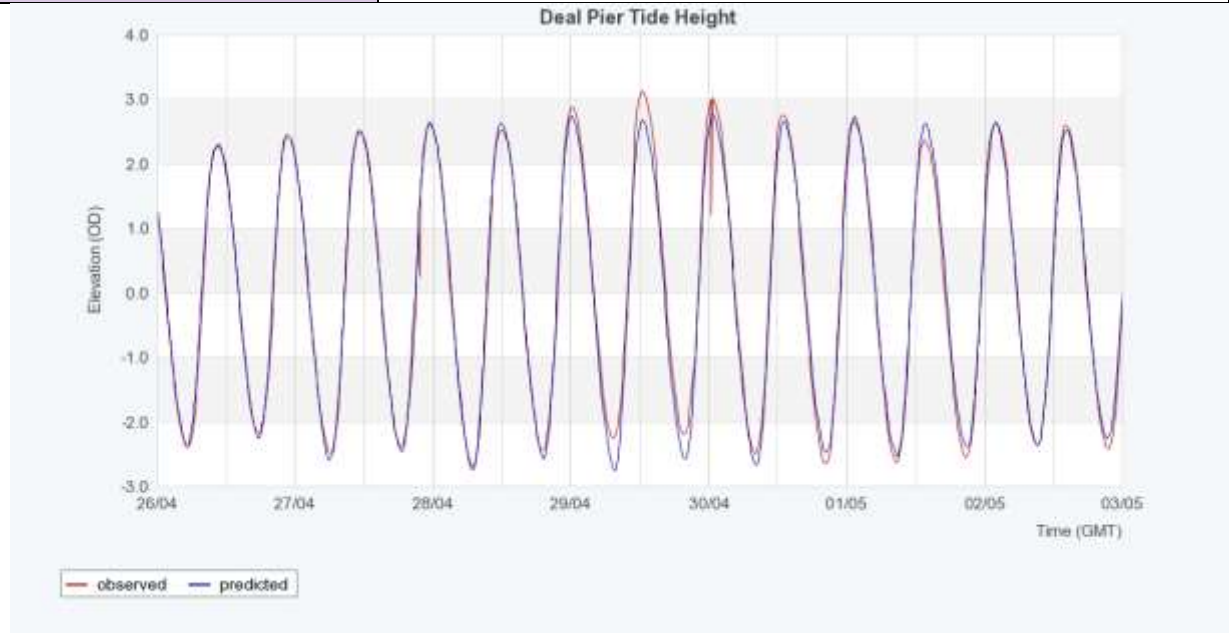 Deal Pier Tide Height
4.0
3.0
2.0
1.0
0.0
-1.0
-2.0
-3.0
Elevation (OD)
26/04 27/04 28/04 29/04 30/04 01/05 02/05 03/05
Time (GMT)
observed predicted